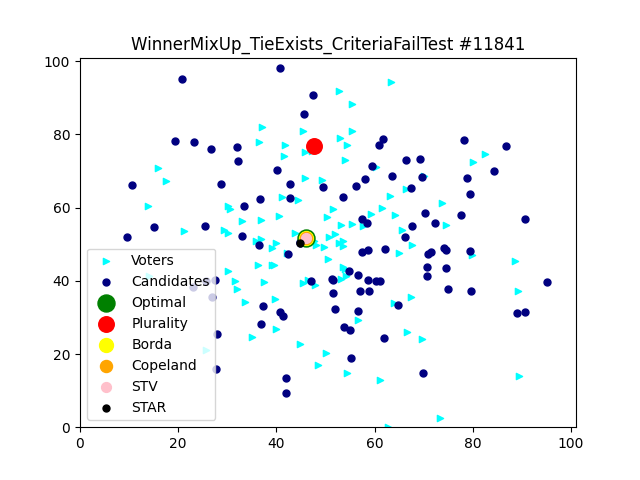 WinnerMixUp_TieExists_CriteriaFailTest #11841
100
80
60
40
20
0
0 20 40 60 80 100
Voters
Candidates
Optimal
Plurality
Borda
Copeland
STV
STAR